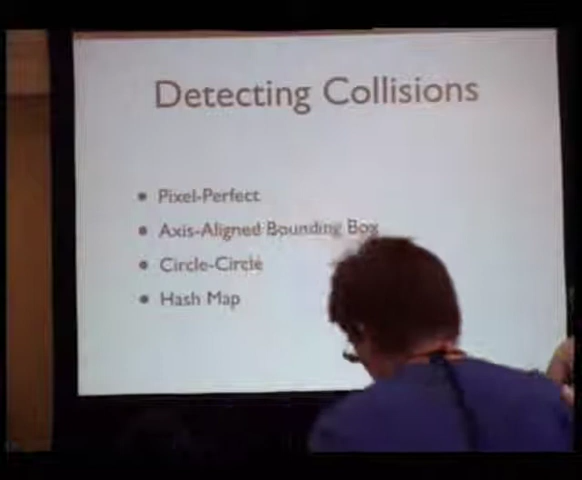 Detecting Collisions
• Pixel-Perfect
• Axis-Aligned Bounding Box
• Circle-Circle
• Hash Map